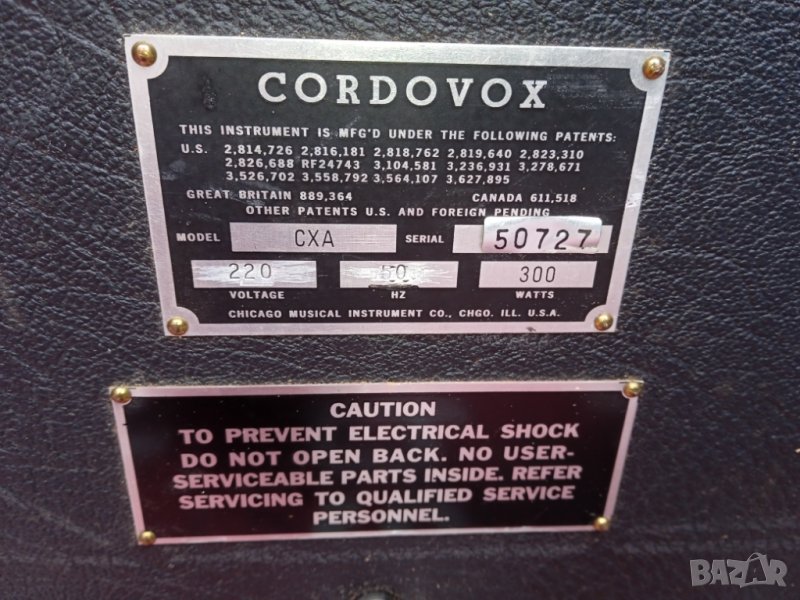 CORDOVOX
THIS INSTRUMENT IS MFG'D UNDER THE FOLLOWING PATENTS:
U.S. 2,814,726 2,816,181 2,818,762 2,819,640 2,823,310
2,826,688 RF24743 3,104,581 3,236,931 3,278,671
3,526,702 3,558,792 3,564,107 3,627,895
GREAT BRITAIN 889,364 CANADA 611,518
OTHER PATENTS U.S. AND FOREIGN PENDING
MODEL CXA SERIAL 50727
220 50 300
VOLTAGE HZ WATTS
CHICAGO MUSICAL INSTRUMENT CO., CHGO. ILL. U.S.A.
CAUTION
TO PREVENT ELECTRICAL SHOCK
DO NOT OPEN BACK. NO USER-
SERVICEABLE PARTS INSIDE. REFER
SERVICING TO QUALIFIED SERVICE
PERSONNEL.
BAZAR